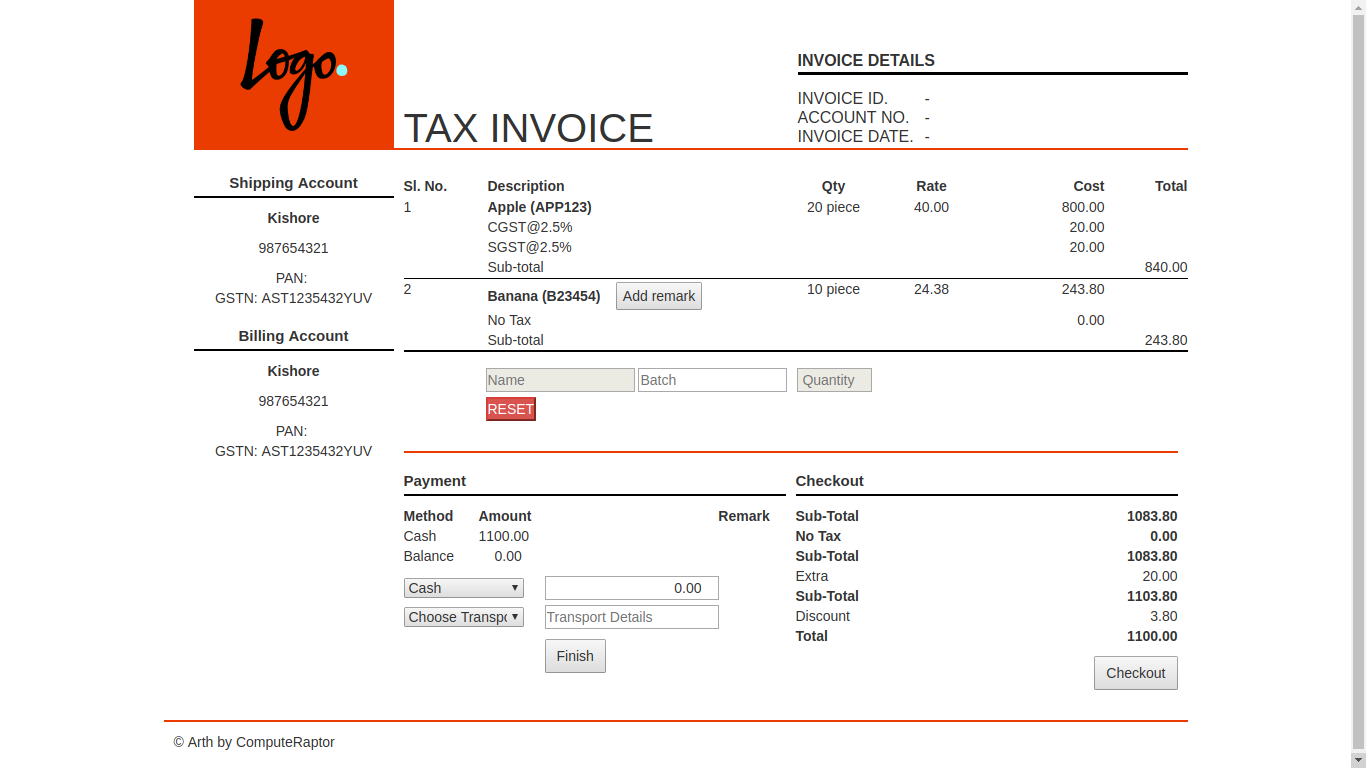 Logo.
TAX INVOICE
INVOICE DETAILS
INVOICE ID. -
ACCOUNT NO. -
INVOICE DATE. -
Shipping Account
Kishore
987654321
PAN:
GSTN: AST1235432YUV
Billing Account
Kishore
987654321
PAN:
GSTN: AST1235432YUV
Sl. No. Description Qty Rate Cost Total
1 Apple (APP123) 20 piece 40.00 800.00
CGST@2.5% 20.00
SGST@2.5% 20.00
Sub-total 840.00
2 Banana (B23454) Add remark 10 piece 24.38 243.80
No Tax 0.00
Sub-total 243.80
Name Batch Quantity
RESET
Payment
Method Amount Remark
Cash 1100.00
Balance 0.00
Cash 0.00
Choose Transpo Transport Details
Finish
Checkout
Sub-Total 1083.80
No Tax 0.00
Sub-Total 1083.80
Extra 20.00
Sub-Total 1103.80
Discount 3.80
Total 1100.00
Checkout
© Arth by ComputeRaptor